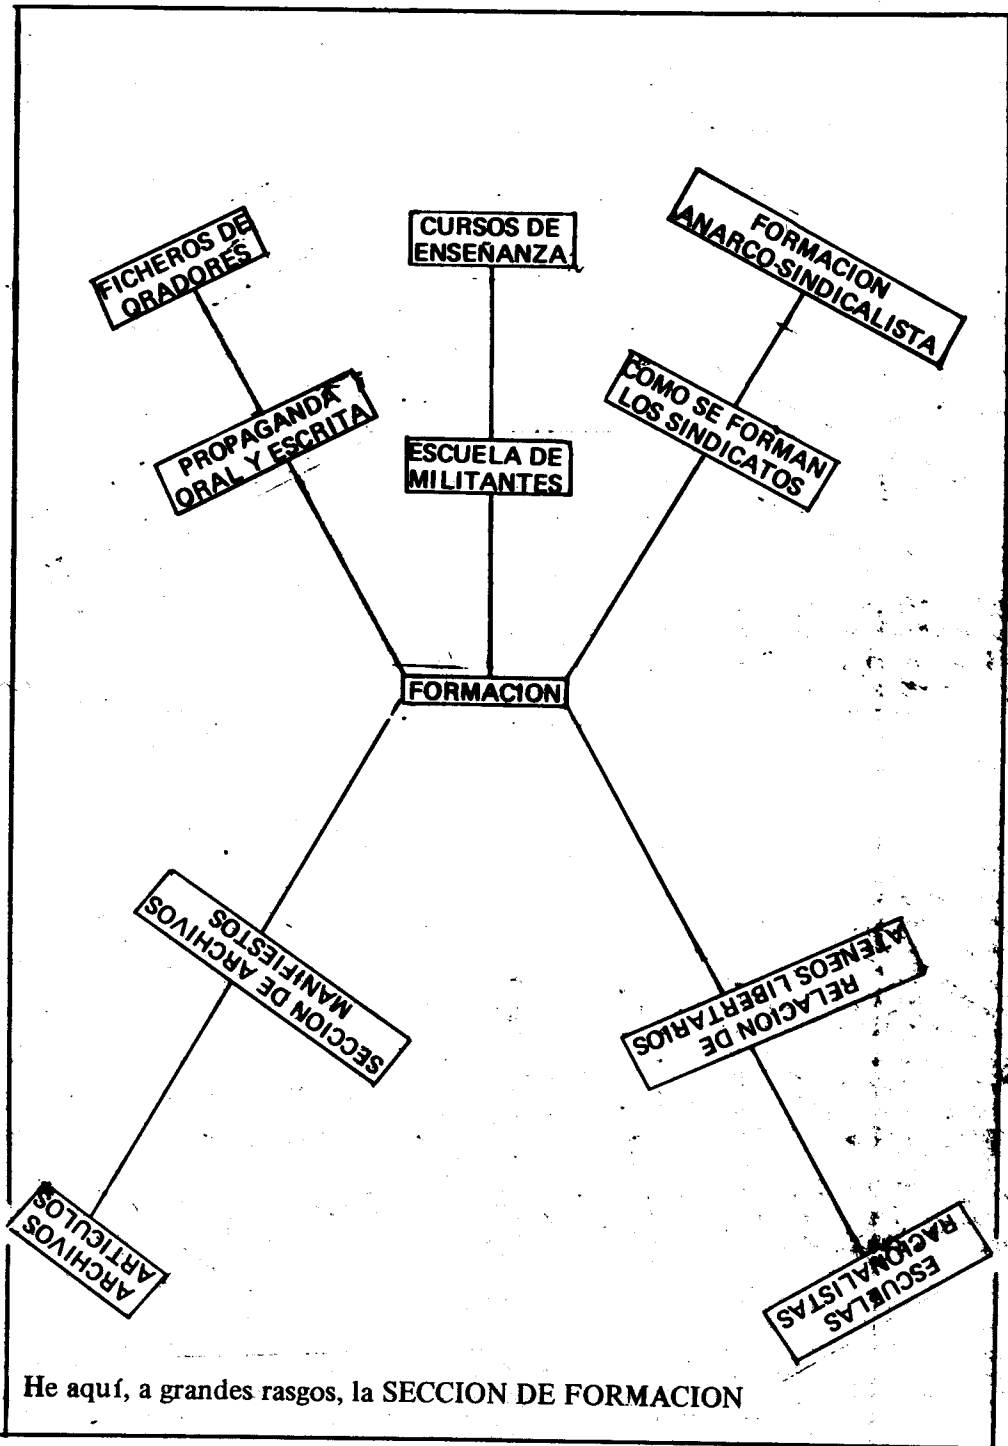 FICHEROS DE
ORADORES
CURSOS DE
ENSEÑANZA
FORMACION
ANARCO-SINDICALISTA
PROPAGANDA
ORAL Y ESCRITA
ESCUELA DE
MILITANTES
COMO SE FORMAN
LOS SINDICATOS
FORMACION
SECCION DE ARCHIVOS
MANIFIESTOS
RELACION DE
ATENEOS LIBERTARIOS
ARCHIVOS
ARTICULOS
ESCUELAS
RACIONALISTAS
He aquí, a grandes rasgos, la SECCION DE FORMACION